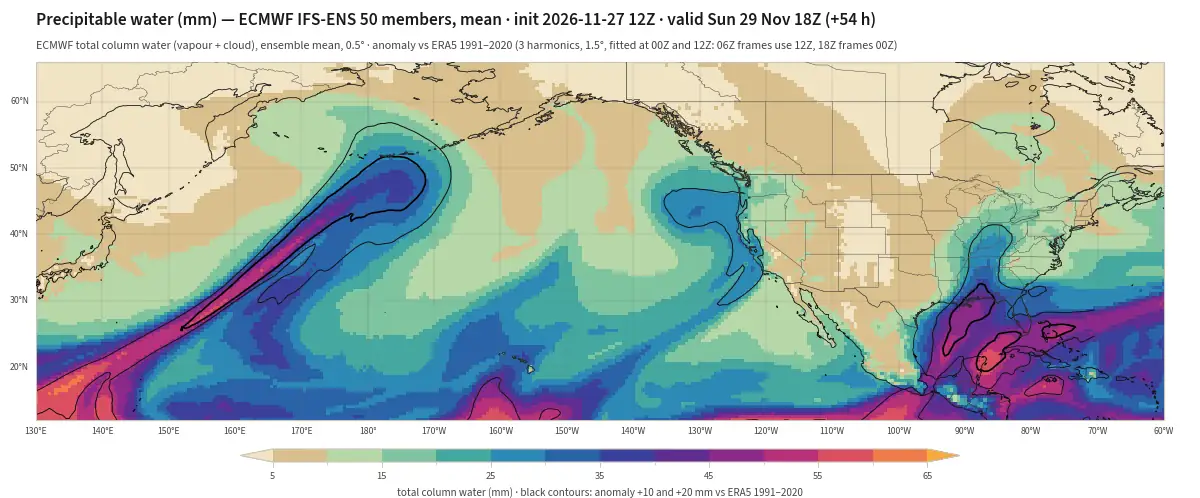 Precipitable water (mm) — ECMWF IFS-ENS 50 members, mean · init 2026-11-27 12Z · valid Sun 29 Nov 18Z (+54 h)
ECMWF total column water (vapour + cloud), ensemble mean, 0.5° · anomaly vs ERA5 1991–2020 (3 harmonics, 1.5°, fitted at 00Z and 12Z: 06Z frames use 12Z, 18Z frames 00Z)
60°N
50°N
40°N
30°N
20°N
130°E 140°E 150°E 160°E 170°E 180° 170°W 160°W 150°W 140°W 130°W 120°W 110°W 100°W 90°W 80°W 70°W 60°W
5 15 25 35 45 55 65
total column water (mm) · black contours: anomaly +10 and +20 mm vs ERA5 1991–2020